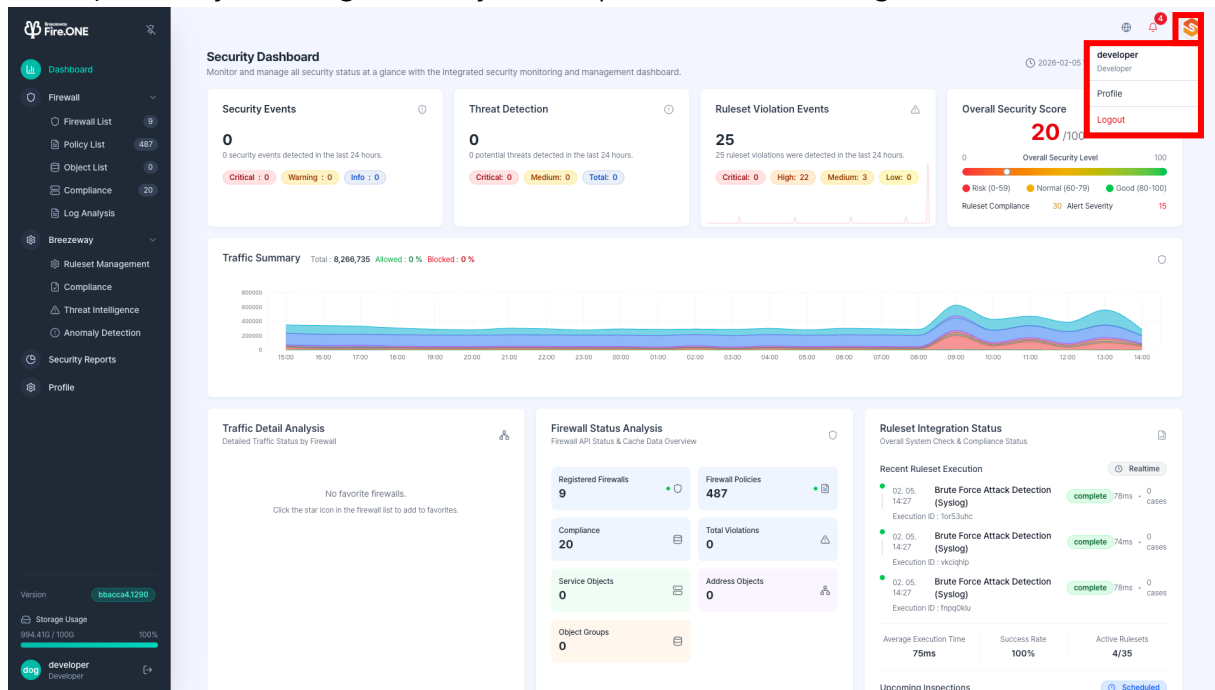 Breezeway
Fire.ONE
Dashboard
Firewall
Firewall List 9
Policy List 487
Object List 0
Compliance 20
Log Analysis
Breezeway
Ruleset Management
Compliance
Threat Intelligence
Anomaly Detection
Security Reports
Profile
Version bbacca4.1290
Storage Usage
994.41G / 100G 100%
dog developer
Developer
4
developer
Developer
Profile
Logout
Security Dashboard
Monitor and manage all security status at a glance with the integrated security monitoring and management dashboard.
2026-02-05
Security Events
0
0 security events detected in the last 24 hours.
Critical : 0 Warning : 0 Info : 0
Threat Detection
0
0 potential threats detected in the last 24 hours.
Critical: 0 Medium: 0 Total: 0
Ruleset Violation Events
25
25 ruleset violations were detected in the last 24 hours.
Critical: 0 High: 22 Medium: 3 Low: 0
Overall Security Score
20 /100
0 Overall Security Level 100
Risk (0-59) Normal (60-79) Good (80-100)
Ruleset Compliance 30 Alert Severity 15
Traffic Summary Total : 8,266,735 Allowed : 0 % Blocked : 0 %
800000
600000
400000
200000
0
15:00 16:00 17:00 18:00 19:00 20:00 21:00 22:00 23:00 00:00 01:00 02:00 03:00 04:00 05:00 06:00 07:00 08:00 09:00 10:00 11:00 12:00 13:00 14:00
Traffic Detail Analysis
Detailed Traffic Status by Firewall
No favorite firewalls.
Click the star icon in the firewall list to add to favorites.
Firewall Status Analysis
Firewall API Status & Cache Data Overview
Registered Firewalls
9
Firewall Policies
487
Compliance
20
Total Violations
0
Service Objects
0
Address Objects
0
Object Groups
0
Ruleset Integration Status
Overall System Check & Compliance Status
Recent Ruleset Execution Realtime
02. 05. 14:27 Brute Force Attack Detection (Syslog) complete 78ms · 0 cases
Execution ID : 1or53uhc
02. 05. 14:27 Brute Force Attack Detection (Syslog) complete 74ms · 0 cases
Execution ID : vkciqhip
02. 05. 14:27 Brute Force Attack Detection (Syslog) complete 78ms · 0 cases
Execution ID : fnpq0klu
Average Execution Time Success Rate Active Rulesets
75ms 100% 4/35
Upcoming Inspections Scheduled